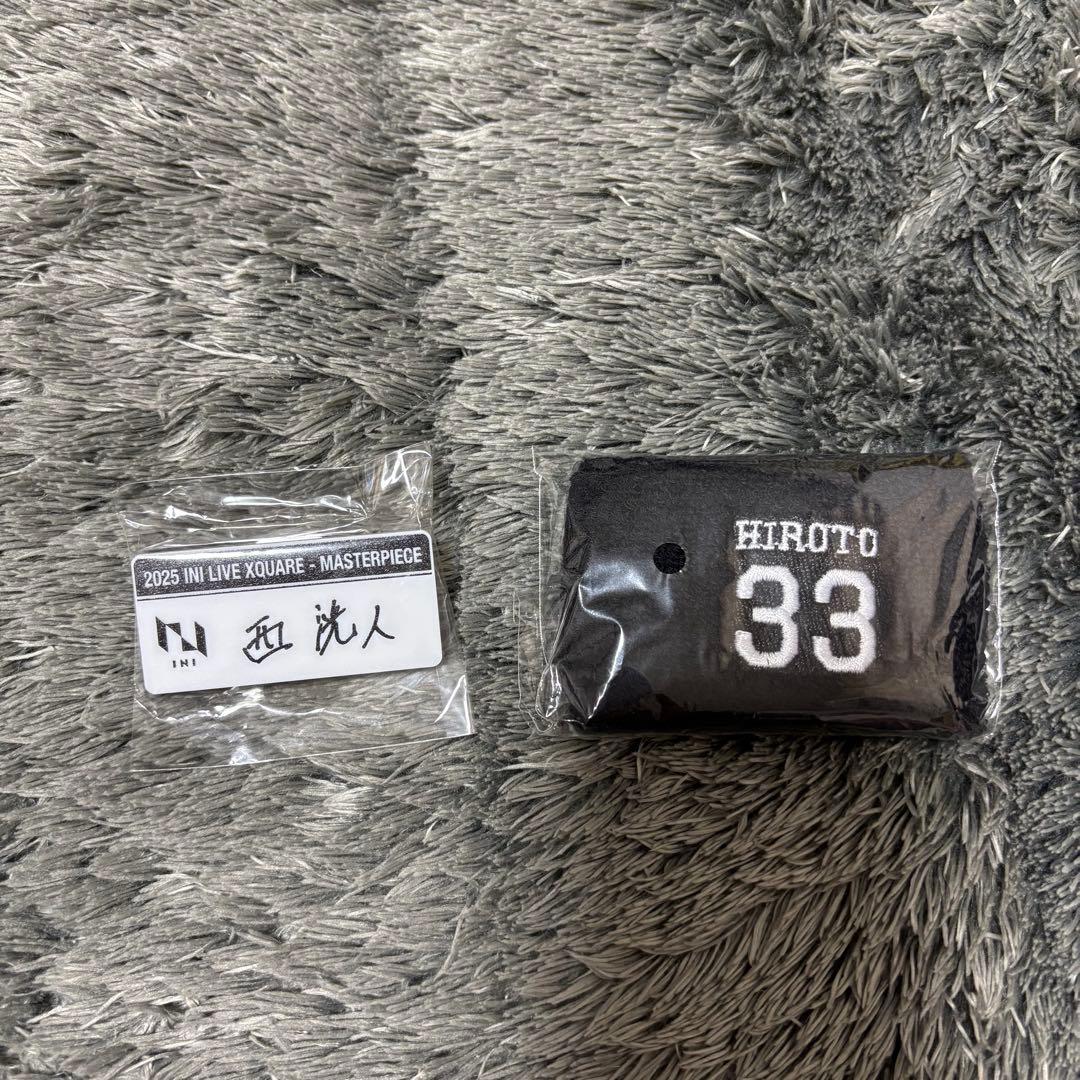 2025 INI LIVE XQUARE - MASTERPIECE
INI
西 洸人
HIROTO
33